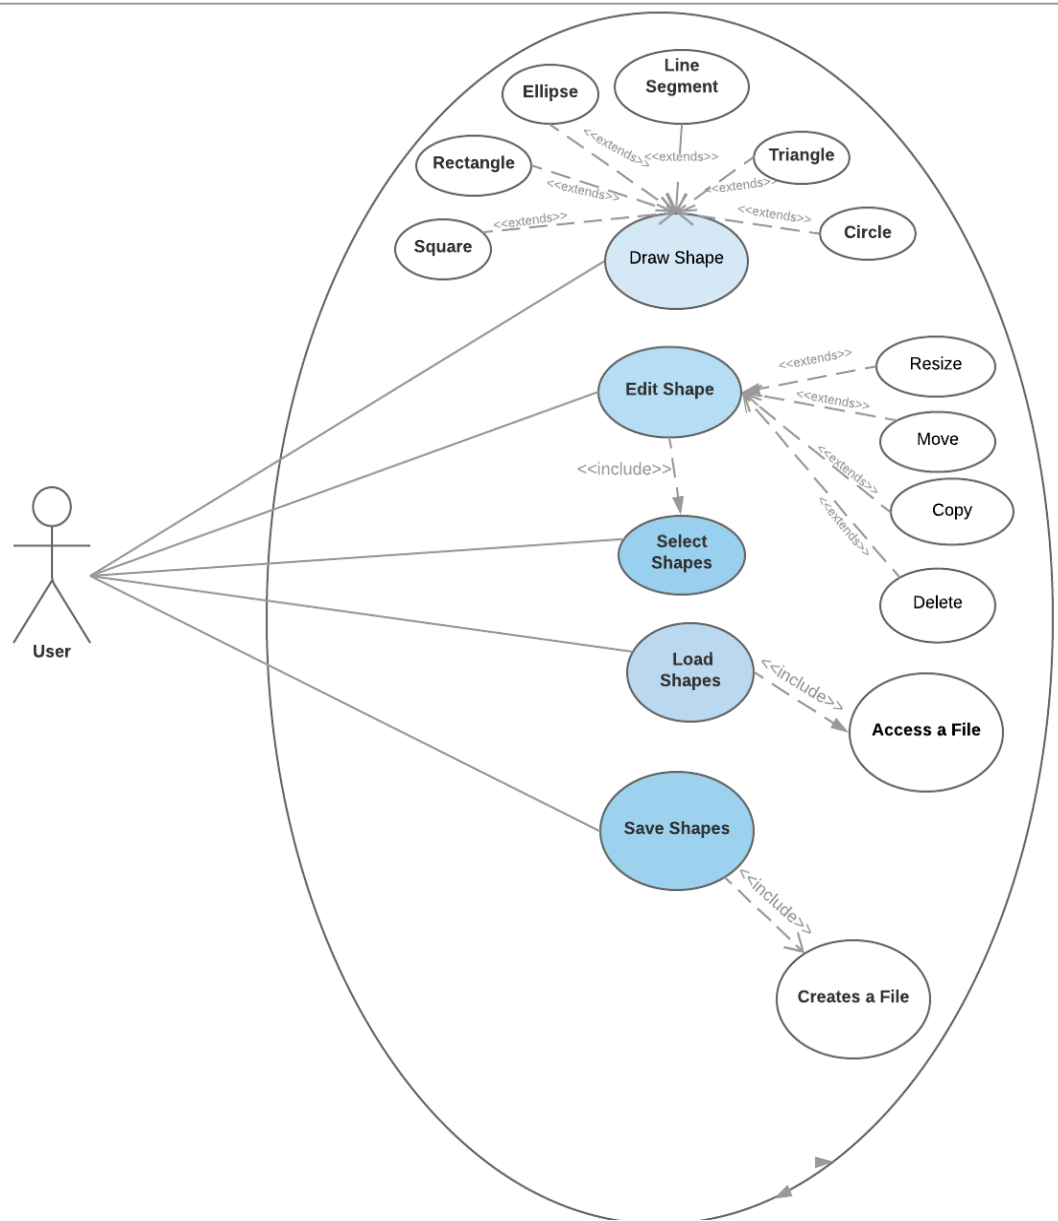 Line
Segment
Ellipse
<<extends>>
<<extends>>
Triangle
Rectangle
<<extends>>
<<extends>>
<<extends>>
<<extends>>
Circle
Square
Draw Shape
<<extends>>
Resize
Edit Shape
<<extends>>
Move
<<include>>
<<extends>>
Copy
<<extends>>
Select
Shapes
Delete
User
Load
Shapes
<<include>>
Access a File
Save Shapes
<<include>>
Creates a File